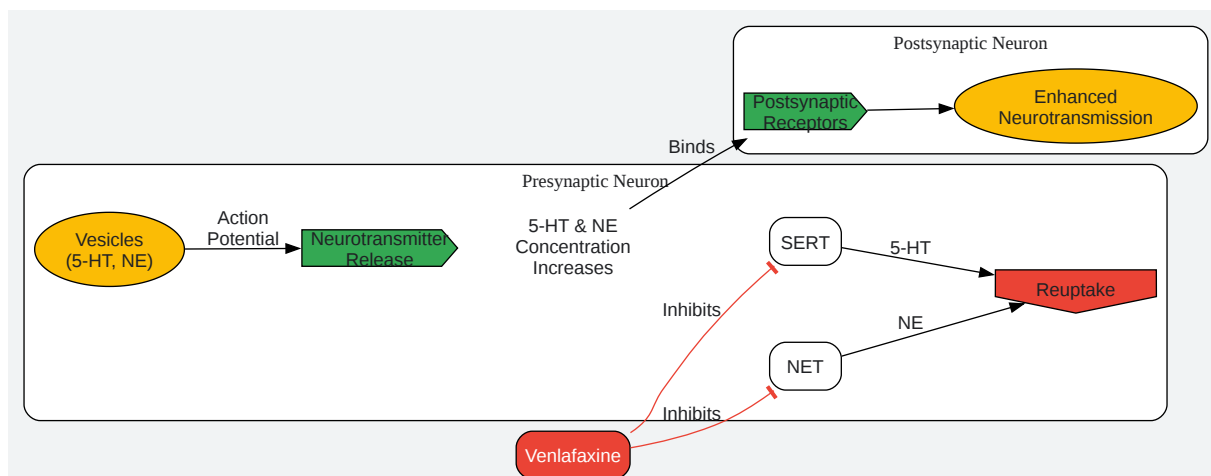 Postsynaptic Neuron
Postsynaptic
Receptors
Enhanced
Neurotransmission
Binds
Presynaptic Neuron
Vesicles
(5-HT, NE)
Action
Potential
Neurotransmitter
Release
5-HT & NE
Concentration
Increases
SERT
5-HT
Reuptake
Inhibits
NE
NET
Inhibits
Venlafaxine